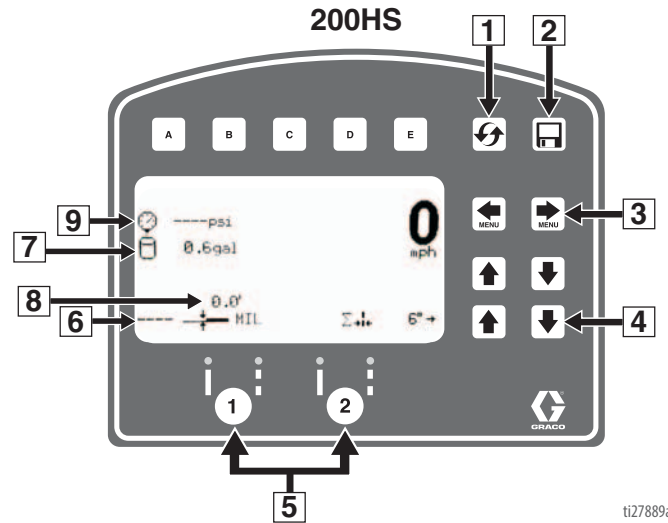 200HS
1
2
A B C D E
9
----psi
0
3
MENU MENU
7
0.6gal
mph
8
0.0'
6
---- MIL
Σ
6"→
4
1
2
GRACO
5
ti27889a